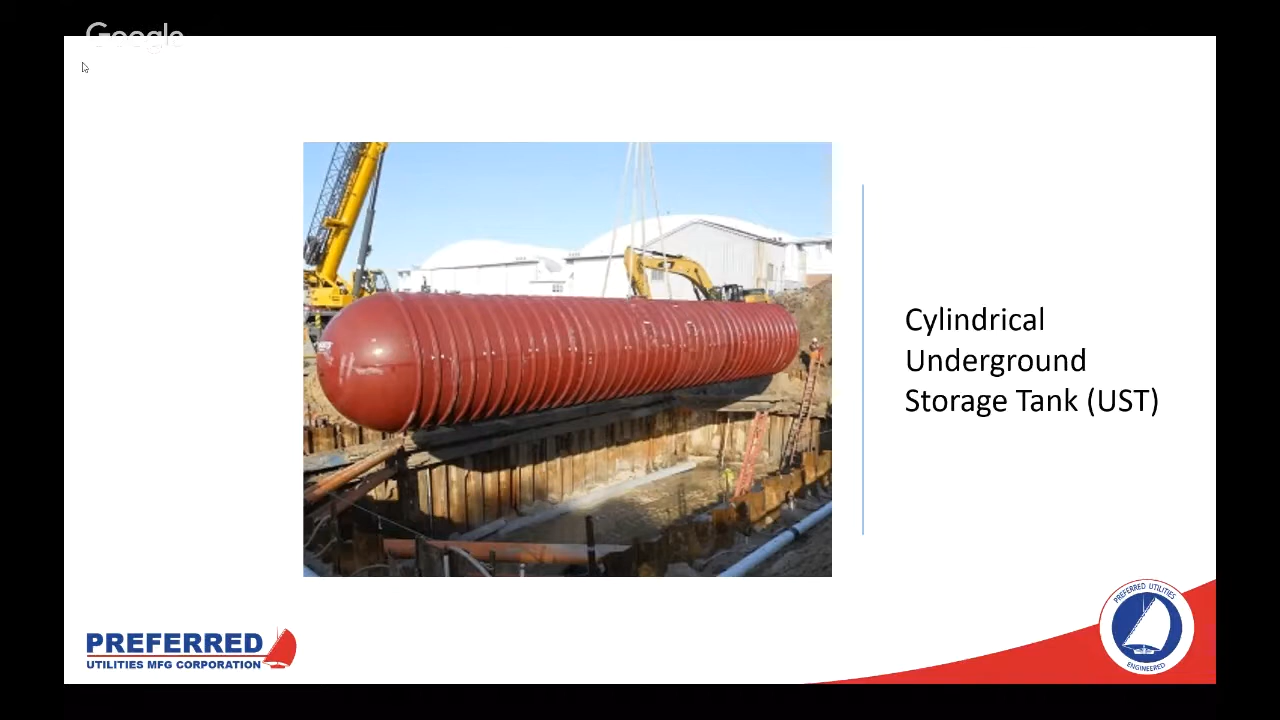 Google
Cylindrical
Underground
Storage Tank (UST)
PREFERRED
UTILITIES MFG CORPORATION
PREFERRED UTILITIES
ENGINEERED